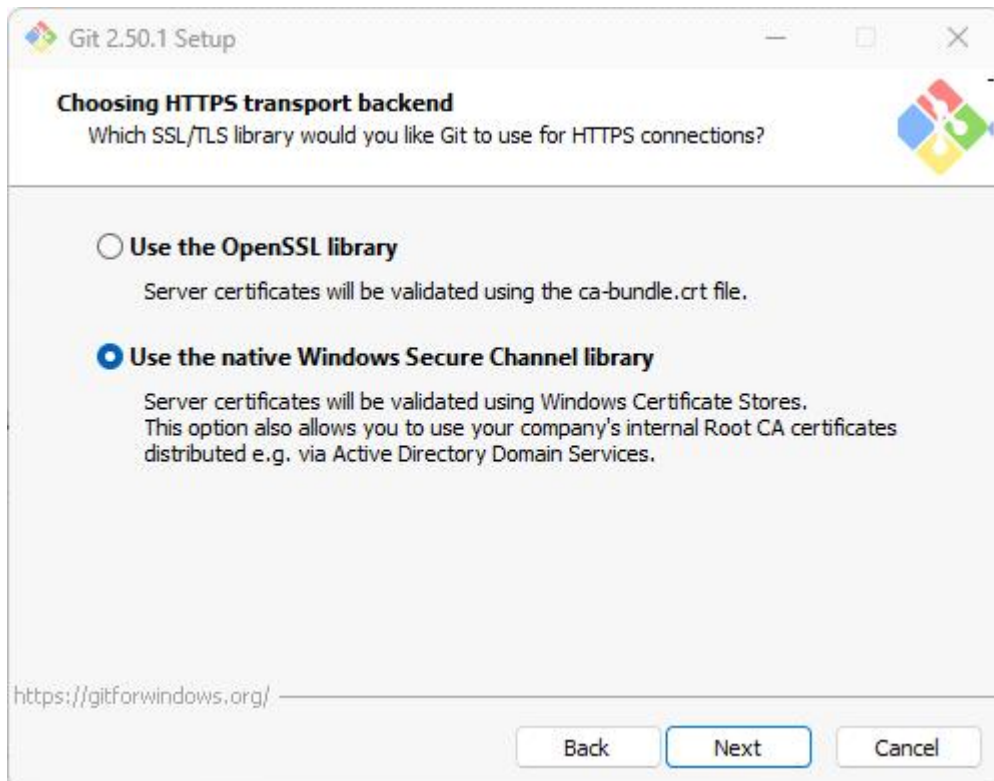 Git 2.50.1 Setup
Choosing HTTPS transport backend
Which SSL/TLS library would you like Git to use for HTTPS connections?
Use the OpenSSL library
Server certificates will be validated using the ca-bundle.crt file.
Use the native Windows Secure Channel library
Server certificates will be validated using Windows Certificate Stores.
This option also allows you to use your company's internal Root CA certificates
distributed e.g. via Active Directory Domain Services.
https://gitforwindows.org/
Back Next Cancel